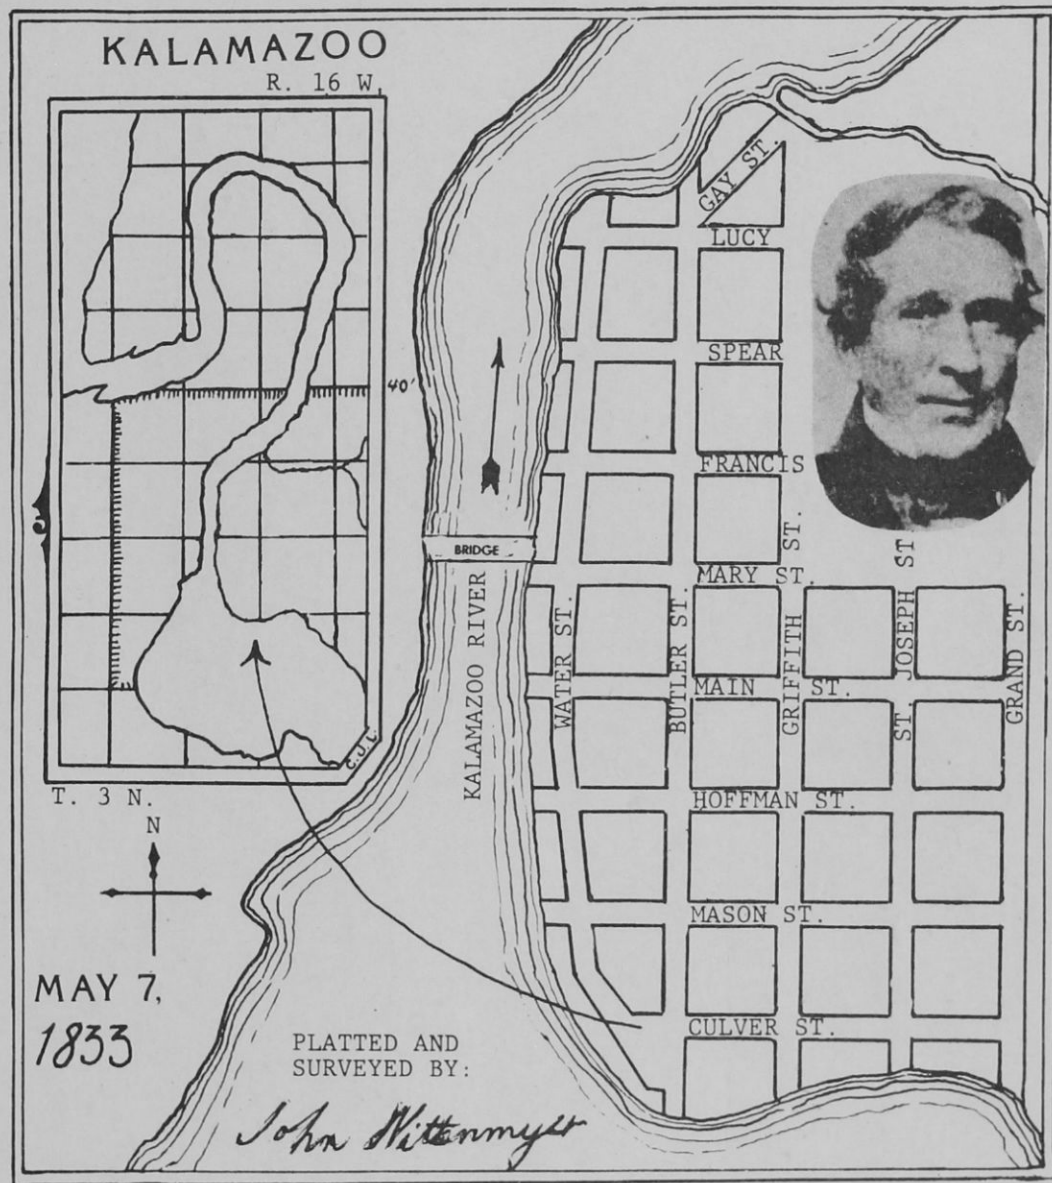 KALAMAZOO
R. 16 W.
40'
C.J.L.
T. 3 N.
N
MAY 7,
1833
PLATTED AND
SURVEYED BY:
John Wittenmyer
BRIDGE
KALAMAZOO RIVER
GAY ST.
LUCY
SPEAR
FRANCIS
MARY ST.
MAIN ST.
HOFFMAN ST.
MASON ST.
CULVER ST.
WATER ST.
BUTLER ST.
GRIFFITH ST.
ST. JOSEPH ST.
GRAND ST.